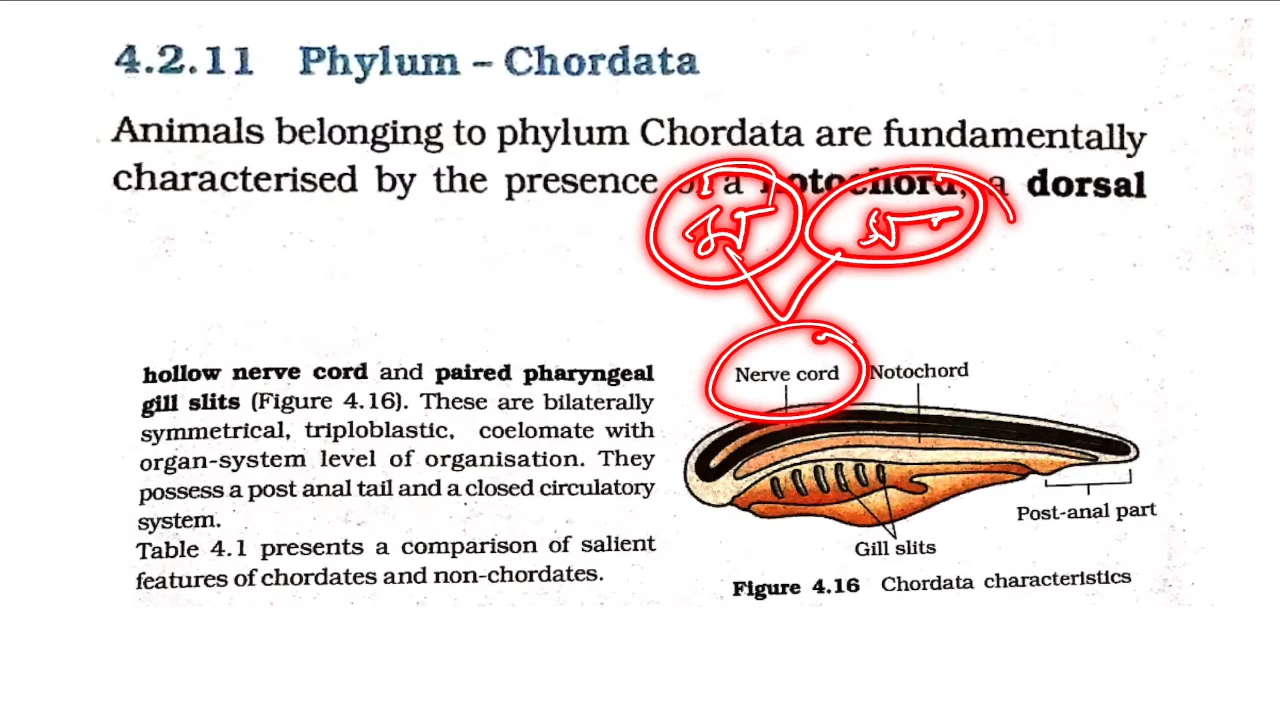 4.2.11 Phylum – Chordata
Animals belonging to phylum Chordata are fundamentally
characterised by the presence of a notochord, a dorsal
hollow nerve cord and paired pharyngeal
gill slits (Figure 4.16). These are bilaterally
symmetrical, triploblastic, coelomate with
organ-system level of organisation. They
possess a post anal tail and a closed circulatory
system.
Table 4.1 presents a comparison of salient
features of chordates and non-chordates.
Nerve cord
Notochord
Post-anal part
Gill slits
Figure 4.16 Chordata characteristics